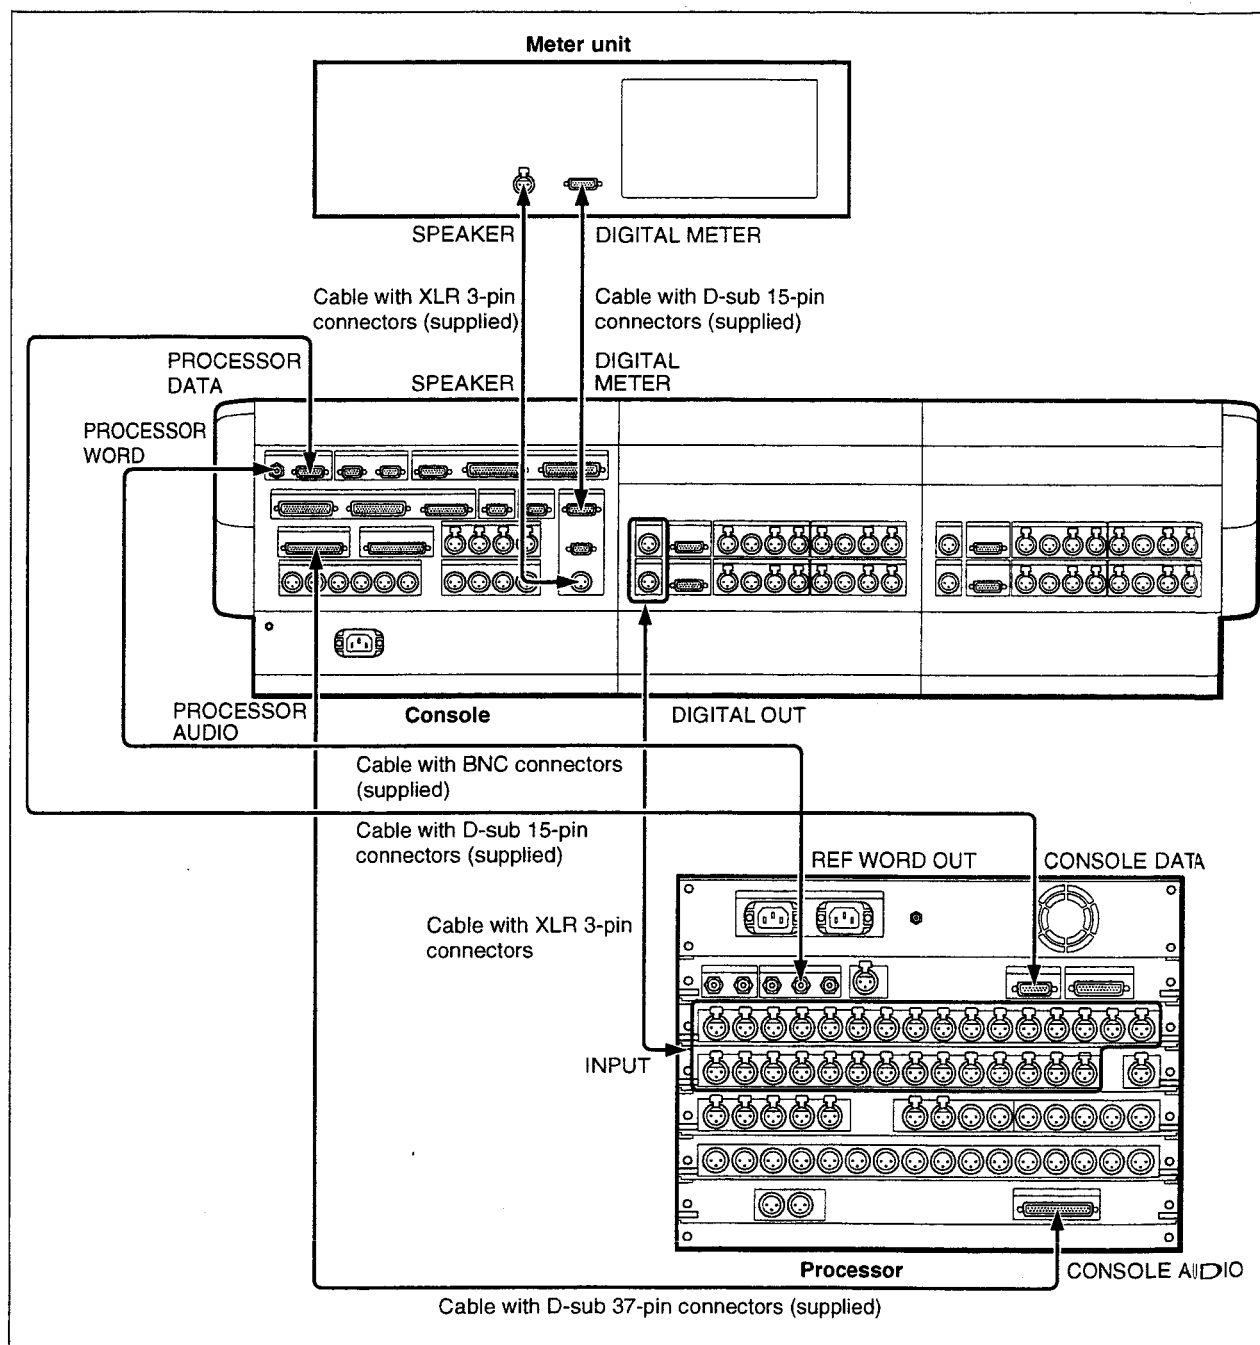 Meter unit
SPEAKER
DIGITAL METER
Cable with XLR 3-pin
connectors (supplied)
Cable with D-sub 15-pin
connectors (supplied)
PROCESSOR
DATA
SPEAKER
DIGITAL
METER
PROCESSOR
WORD
PROCESSOR
AUDIO
Console
DIGITAL OUT
Cable with BNC connectors
(supplied)
Cable with D-sub 15-pin
connectors (supplied)
REF WORD OUT
CONSOLE DATA
Cable with XLR 3-pin
connectors
INPUT
Processor
CONSOLE AUDIO
Cable with D-sub 37-pin connectors (supplied)